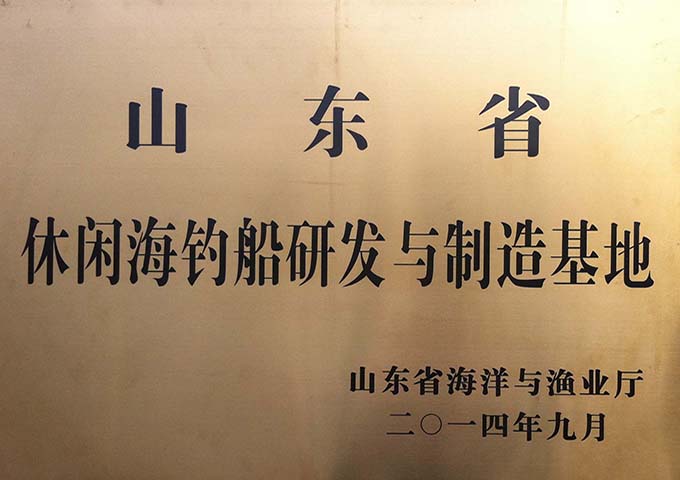 山东省
休闲海钓船研发与制造基地
山东省海洋与渔业厅
二〇一四年九月